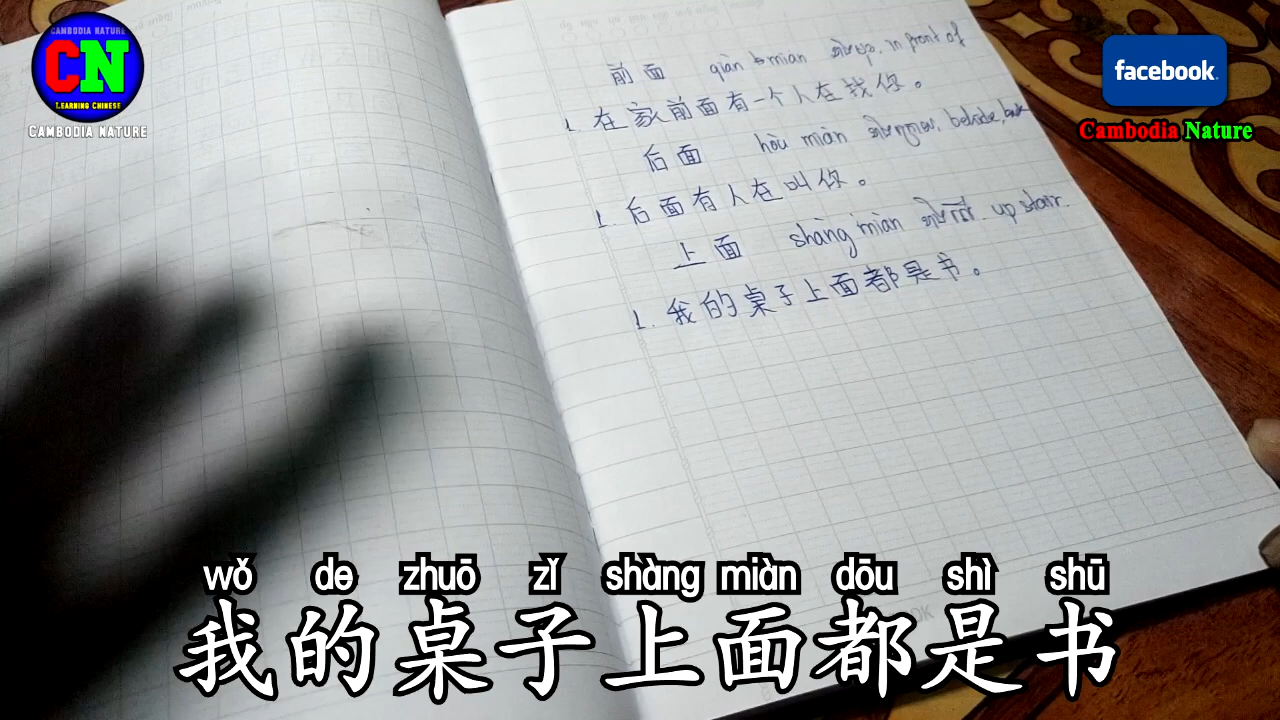 CAMBODIA NATURE
CN
LEARNING CHINESE
CAMBODIA NATURE
facebook
Cambodia Nature
前面 qián miàn in front of
1. 在家前面有一个人在找你。
后面 hòu miàn
1. 后面有人在叫你。
上面 shàng miàn up stair.
1. 我的桌子上面都是书。
wǒ de zhuō zǐ shàng miàn dōu shì shū
我的桌子上面都是书